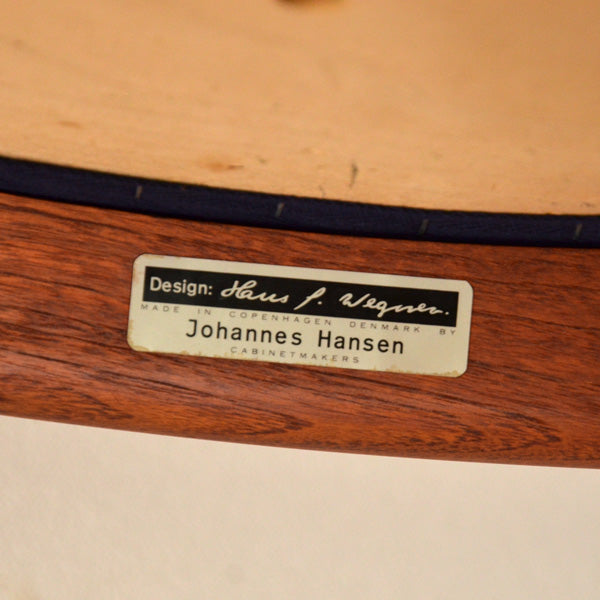 Design: Hans J. Wegner.
MADE IN COPENHAGEN DENMARK BY
Johannes Hansen
CABINETMAKERS